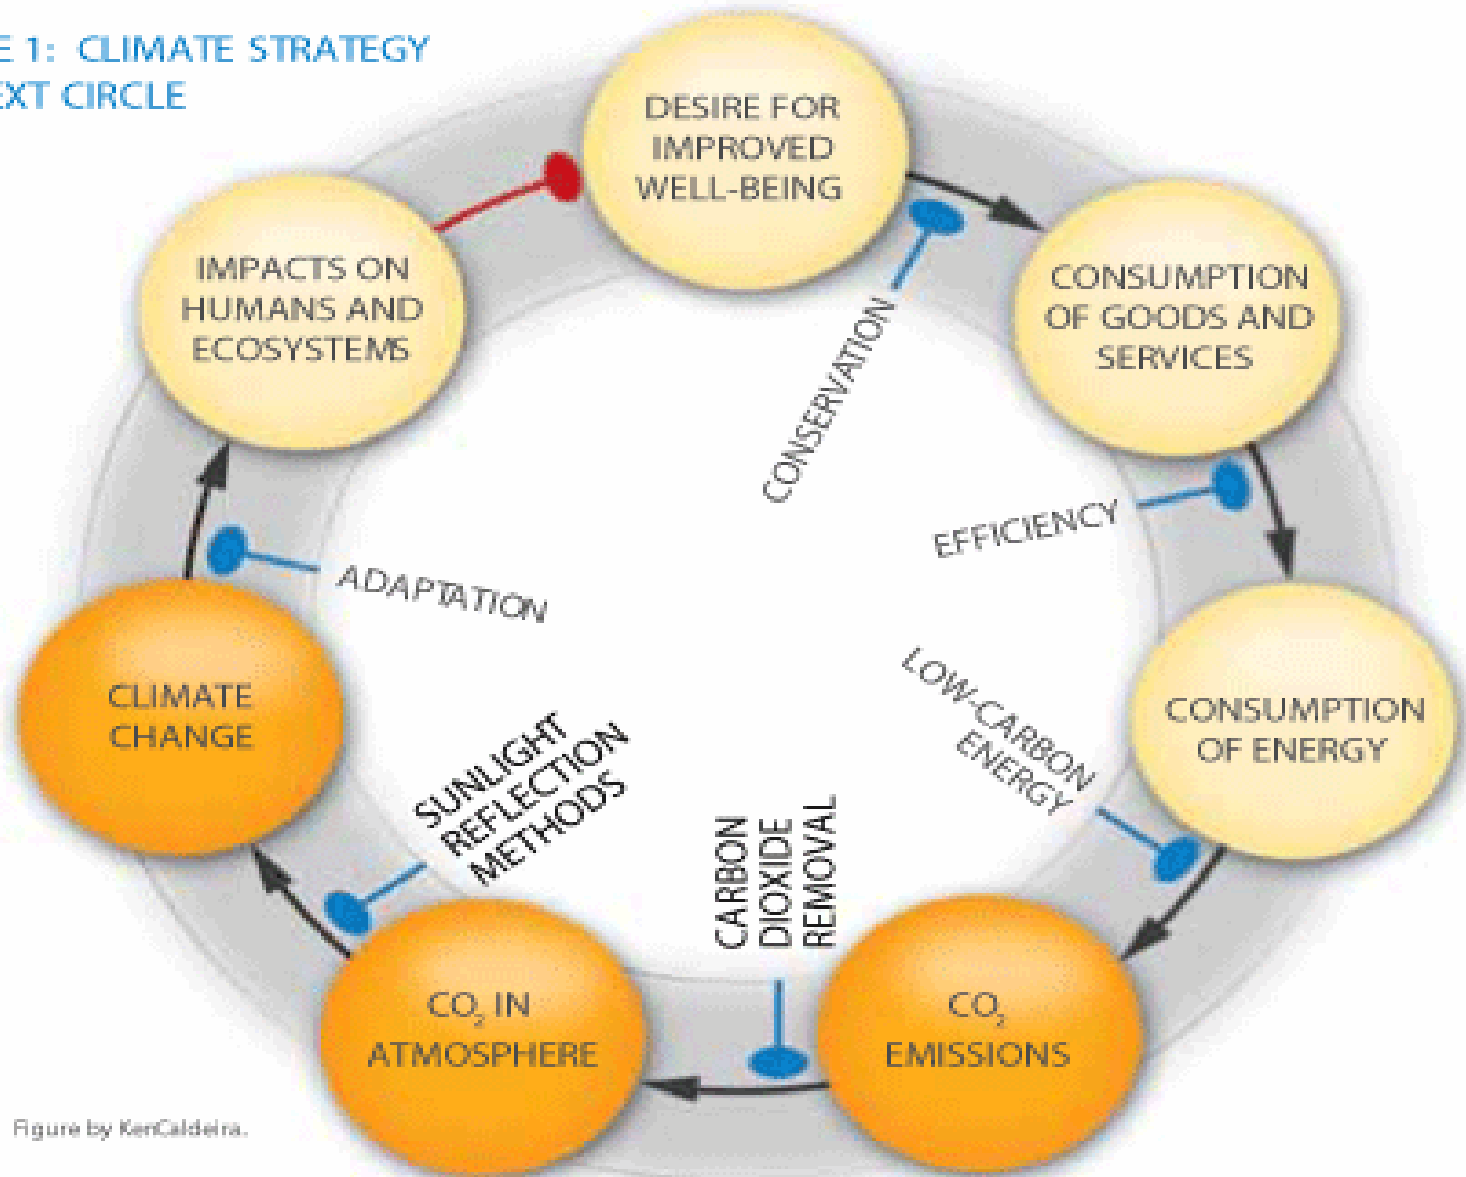 E 1: CLIMATE STRATEGY
EXT CIRCLE
DESIRE FOR
IMPROVED
WELL-BEING
CONSUMPTION
OF GOODS AND
SERVICES
CONSUMPTION
OF ENERGY
CO₂
EMISSIONS
CO₂ IN
ATMOSPHERE
CLIMATE
CHANGE
IMPACTS ON
HUMANS AND
ECOSYSTEMS
CONSERVATION
EFFICIENCY
LOW-CARBON
ENERGY
CARBON
DIOXIDE
REMOVAL
SUNLIGHT
REFLECTION
METHODS
ADAPTATION
Figure by KenCaldeira.